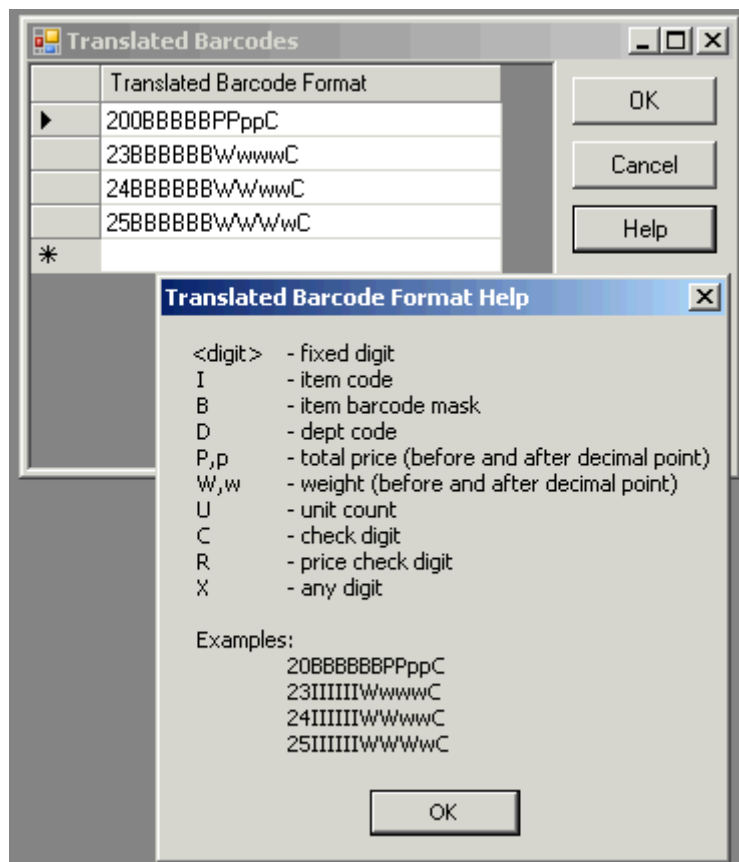 Translated Barcodes
Translated Barcode Format
200BBBBBPPppC
23BBBBBBWwwwC
24BBBBBBWWwwC
25BBBBBBWWWwC
OK
Cancel
Help
Translated Barcode Format Help
<digit> - fixed digit
I - item code
B - item barcode mask
D - dept code
P,p - total price (before and after decimal point)
W,w - weight (before and after decimal point)
U - unit count
C - check digit
R - price check digit
X - any digit
Examples:
20BBBBBBPPppC
23IIIIIIWwwwC
24IIIIIIWWwwC
25IIIIIIWWWwC
OK